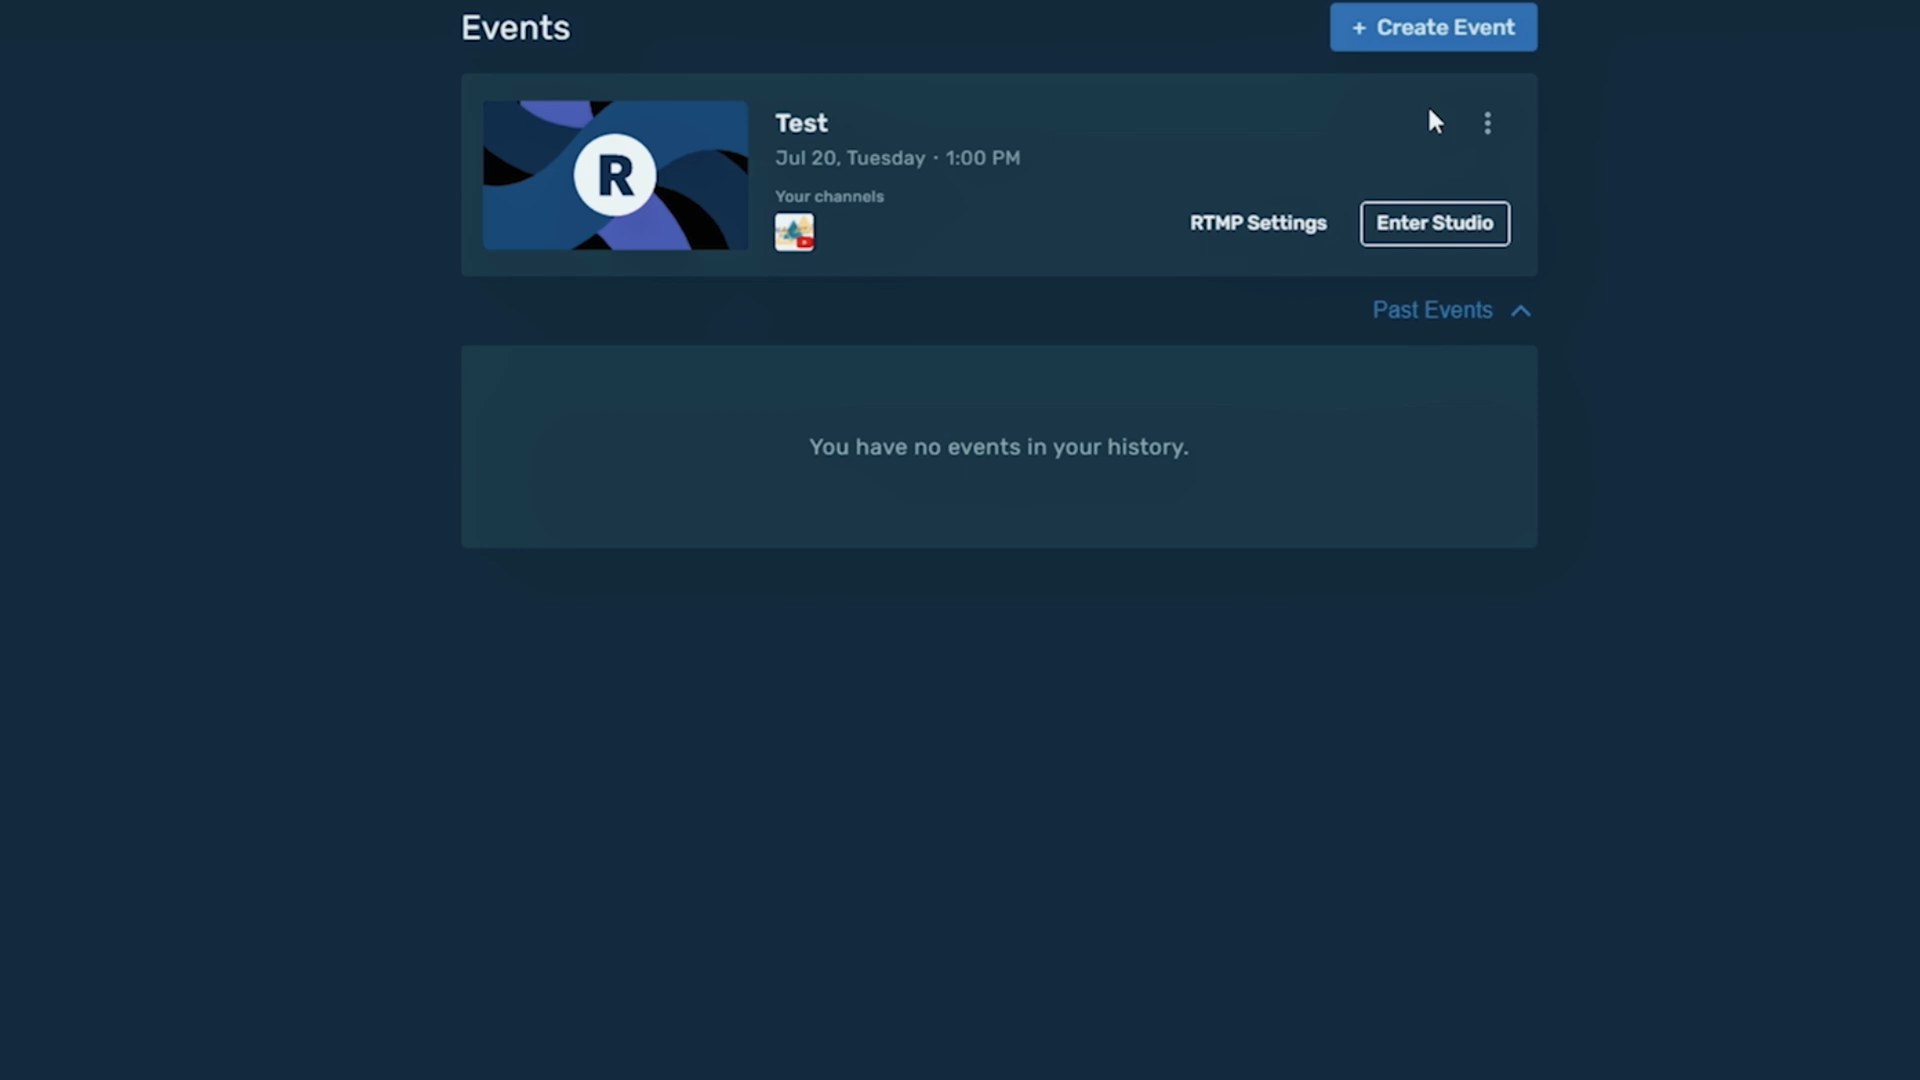 Events
+ Create Event
R
Test
Jul 20, Tuesday · 1:00 PM
Your channels
RTMP Settings
Enter Studio
Past Events
You have no events in your history.